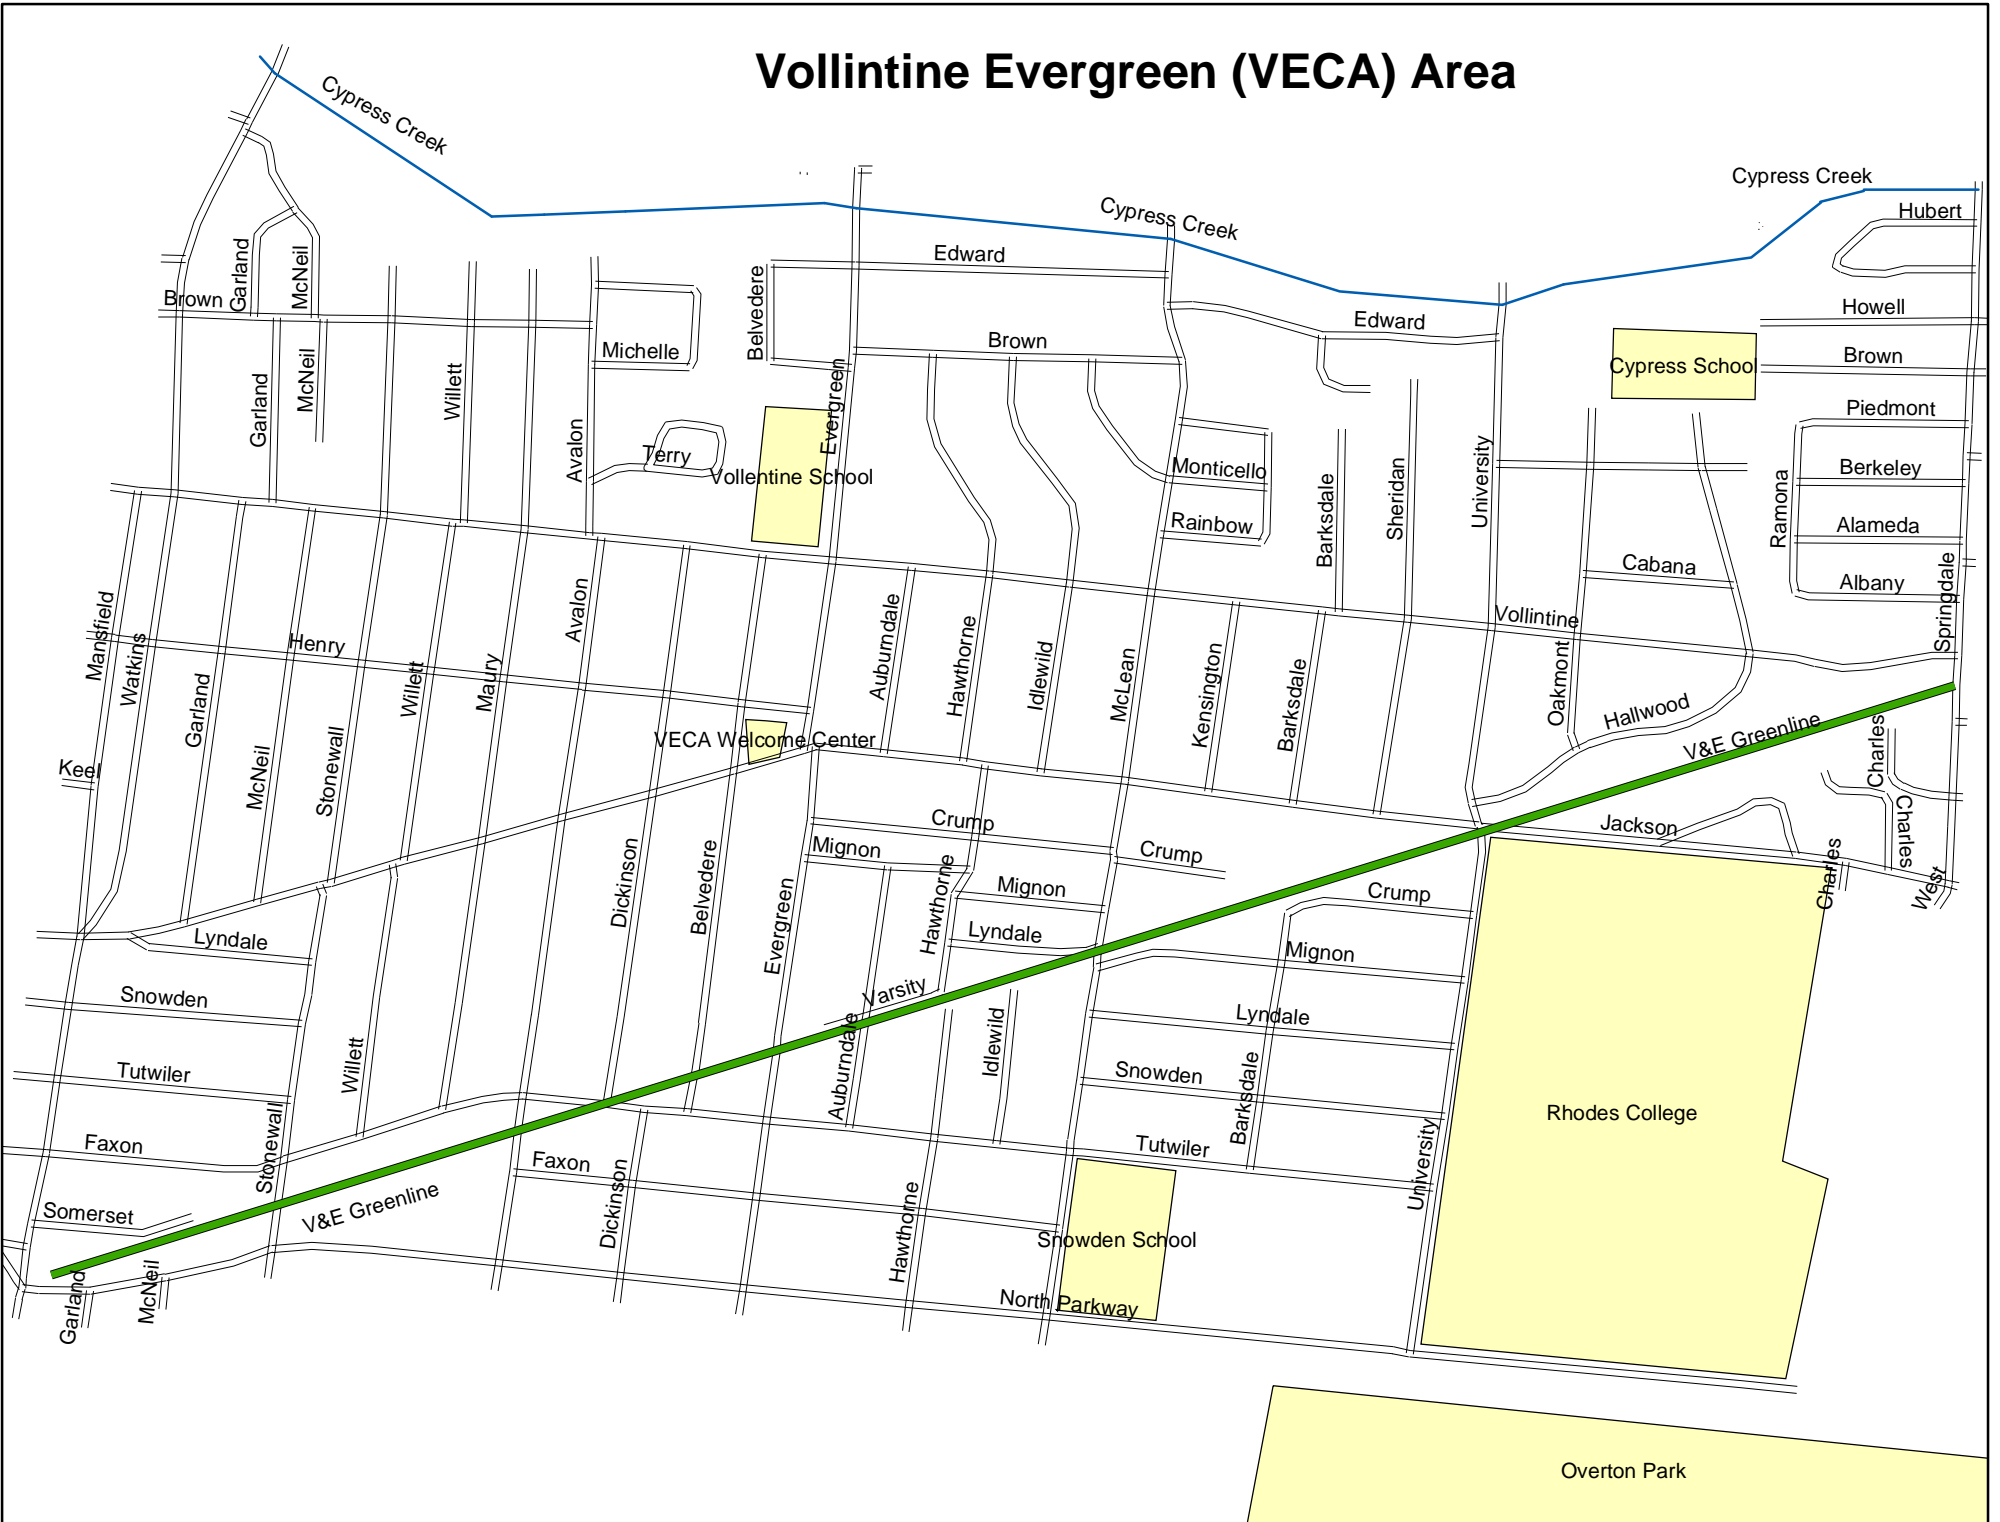 Vollintine Evergreen (VECA) Area
Cypress Creek
Cypress Creek
Cypress Creek
Hubert
Edward
Garland
McNeil
Belvedere
Brown
Howell
Edward
Brown
Michelle
Brown
Cypress School
McNeil
Willett
Garland
Evergreen
Piedmont
Avalon
Terry
Vollentine School
Monticello
Berkeley
University
Sheridan
Barksdale
Ramona
Rainbow
Alameda
Cabana
Albany
Springdale
Vollintine
Mansfield
Watkins
Henry
Avalon
Auburndale
Hawthorne
Idlewild
McLean
Kensington
Barksdale
Oakmont
Hallwood
Garland
Willett
Maury
V&E Greenline
Charles
VECA Welcome Center
Keel
McNeil
Stonewall
Crump
Mignon
Crump
Jackson
Charles
Charles
West
Dickinson
Belvedere
Evergreen
Hawthorne
Mignon
Crump
Lyndale
Lyndale
Mignon
Snowden
Varsity
Auburndale
Idlewild
Lyndale
Willett
Tutwiler
Snowden
Barksdale
Rhodes College
Faxon
Stonewall
Tutwiler
University
Faxon
Dickinson
Somerset
V&E Greenline
Hawthorne
Snowden School
Garland
McNeil
North Parkway
Overton Park